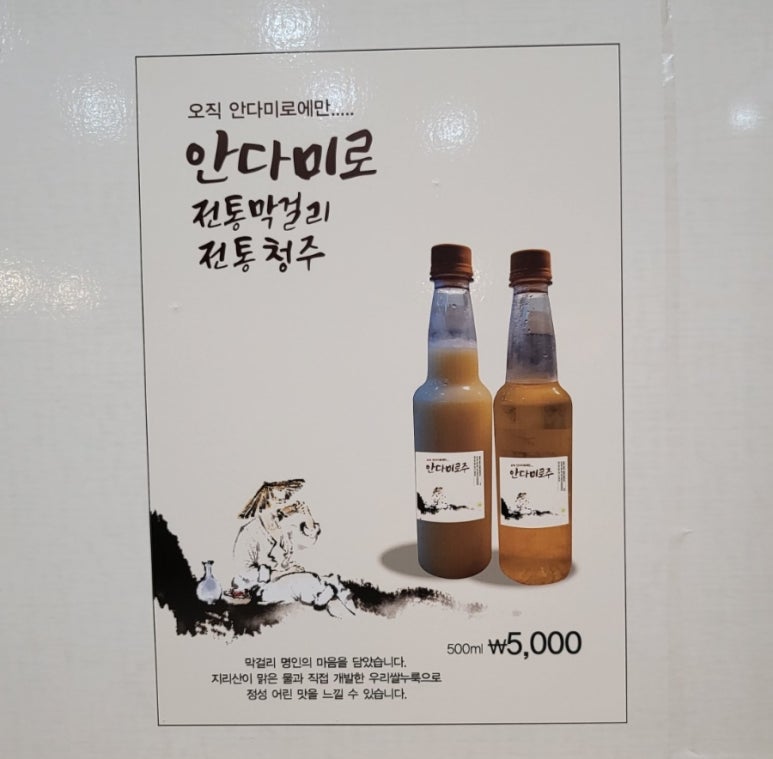 오직 안다미로에만.....
안다미로
전통막걸리
전통청주
안다미로주
안다미로주
500ml ₩5,000
막걸리 명인의 마음을 담았습니다.
지리산이 맑은 물과 직접 개발한 우리쌀누룩으로
정성 어린 맛을 느낄 수 있습니다.